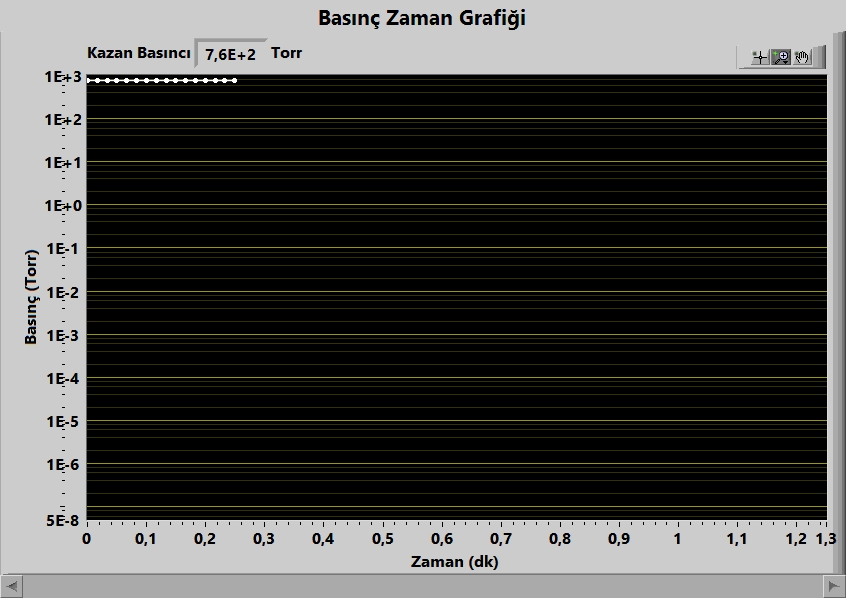 Basınç Zaman Grafiği
Kazan Basıncı 7,6E+2 Torr
1E+3
1E+2
1E+1
1E+0
1E-1
1E-2
1E-3
1E-4
1E-5
1E-6
5E-8
Basınç (Torr)
0 0,1 0,2 0,3 0,4 0,5 0,6 0,7 0,8 0,9 1 1,1 1,2 1,3
Zaman (dk)